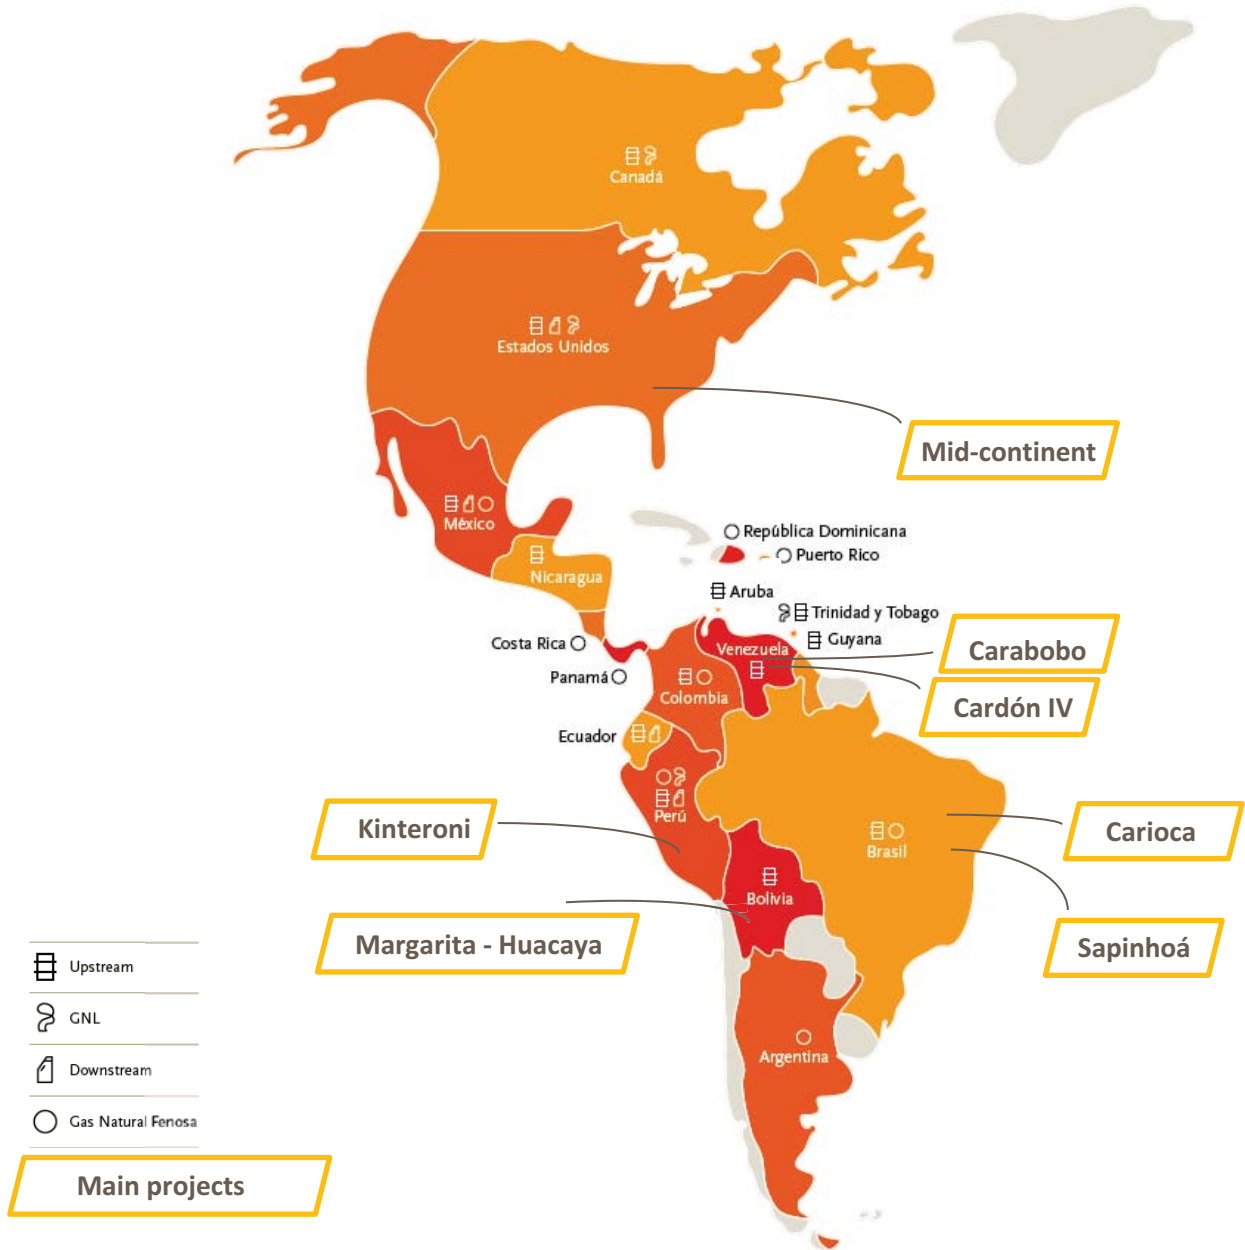 Canadá
Estados Unidos
Mid-continent
México
República Dominicana
Puerto Rico
Nicaragua
Aruba
Trinidad y Tobago
Guyana
Costa Rica
Venezuela
Carabobo
Panamá
Colombia
Cardón IV
Ecuador
Perú
Kinteroni
Brasil
Carioca
Bolivia
Margarita - Huacaya
Sapinhoá
Argentina
Upstream
GNL
Downstream
Gas Natural Fenosa
Main projects